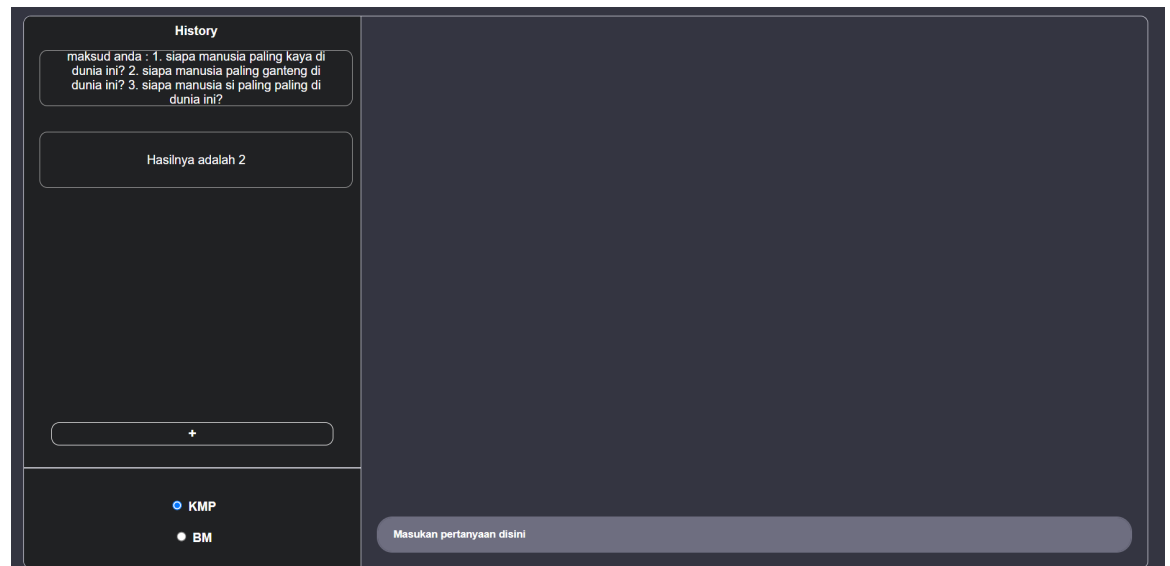 History
maksud anda : 1. siapa manusia paling kaya di
dunia ini? 2. siapa manusia paling ganteng di
dunia ini? 3. siapa manusia si paling paling di
dunia ini?
Hasilnya adalah 2
+
KMP
BM
Masukan pertanyaan disini